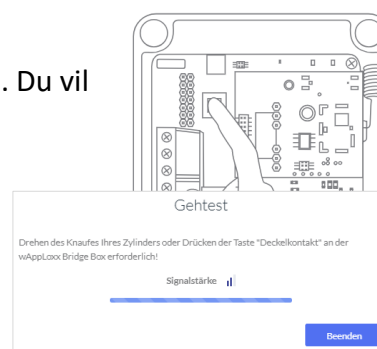 . Du vil
Gehtest
Drehen des Knaufes Ihres Zylinders oder Drücken der Taste "Deckelkontakt" an der
wAppLoxx Bridge Box erforderlich!
Signalstärke
Beenden